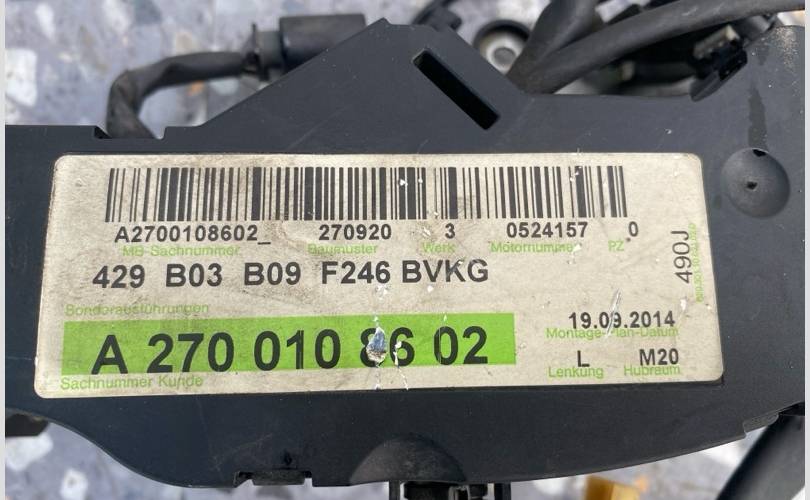 A2700108602_ 270920 3 0524157 0
MB-Sachnummer Baumuster Werk Motornummer PZ
429 B03 B09 F246 BVKG
490J
Sonderausführungen
19.09.2014
Montage-Plan-Datum
A 270 010 86 02
L M20
Sachnummer Kunde
Lenkung Hubraum